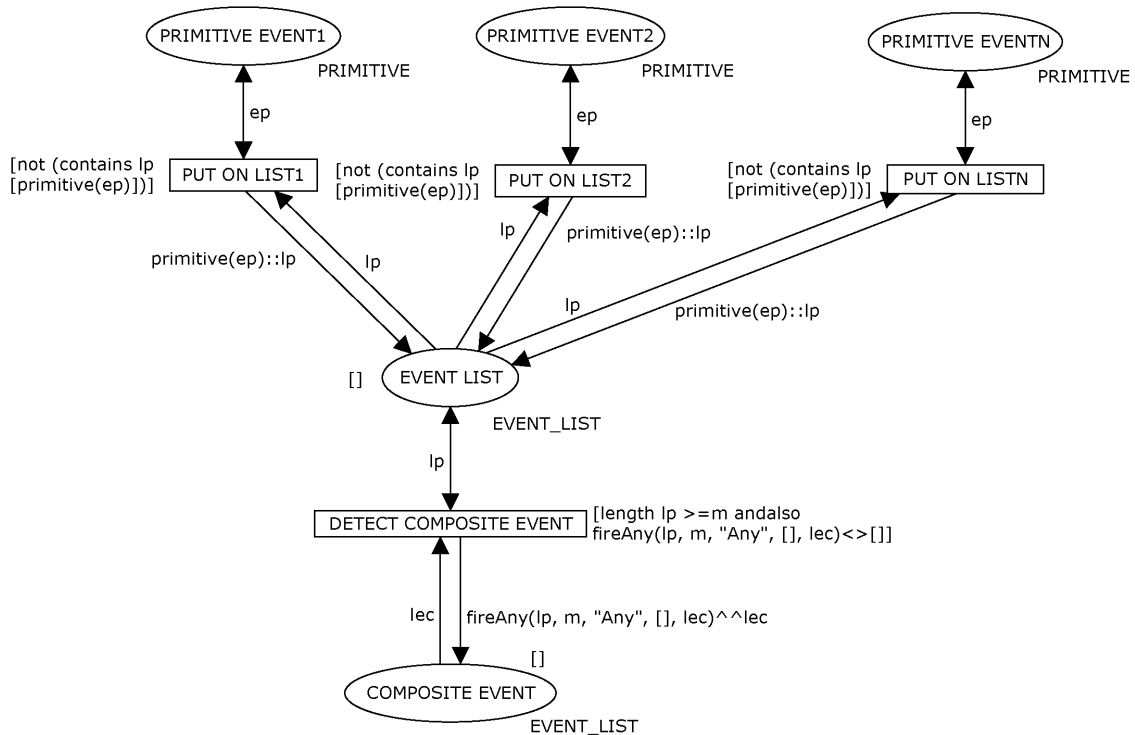 PRIMITIVE EVENT1
PRIMITIVE EVENT2
PRIMITIVE EVENTN
PRIMITIVE
PRIMITIVE
PRIMITIVE
ep
ep
ep
[not (contains lp
[primitive(ep)])]
PUT ON LIST1
[not (contains lp
[primitive(ep)])]
PUT ON LIST2
[not (contains lp
[primitive(ep)])]
PUT ON LISTN
primitive(ep)::lp
lp
lp
primitive(ep)::lp
lp
primitive(ep)::lp
[]
EVENT LIST
EVENT_LIST
lp
DETECT COMPOSITE EVENT
[length lp >=m andalso
fireAny(lp, m, "Any", [], lec)<>[]]
lec
fireAny(lp, m, "Any", [], lec)^^lec
[]
COMPOSITE EVENT
EVENT_LIST